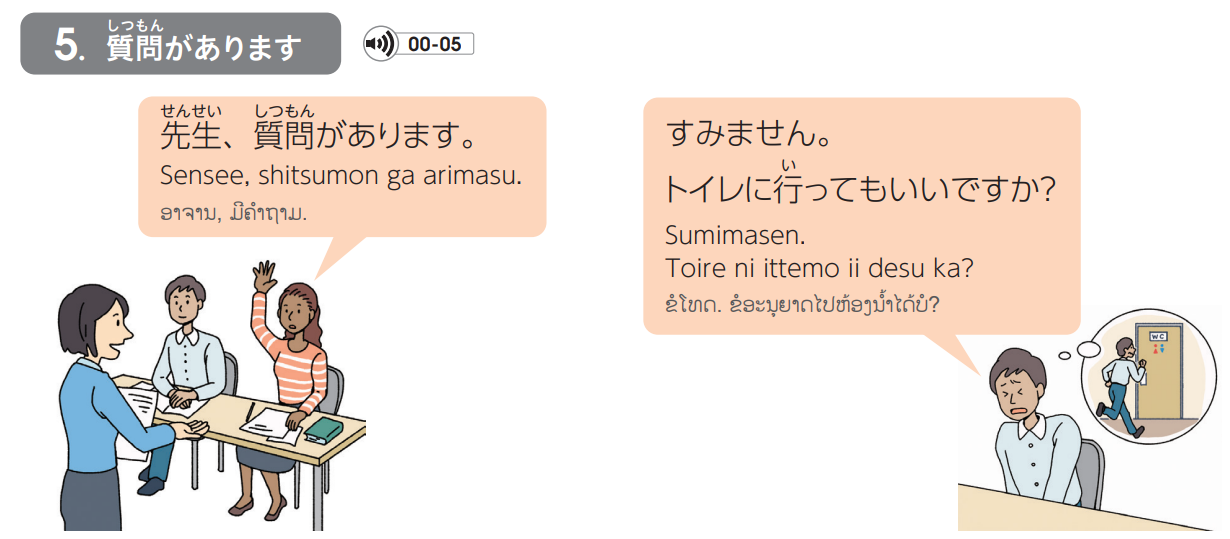 5. 質問があります
しつもん
00-05
せんせい しつもん
先生、質問があります。
Sensee, shitsumon ga arimasu.
ອາຈານ, ມີຄຳຖາມ.
すみません。
い
トイレに行ってもいいですか?
Sumimasen.
Toire ni ittemo ii desu ka?
ຂໍໂທດ. ຂໍອະນຸຍາດໄປຫ້ອງນ້ຳໄດ້ບໍ?
WC